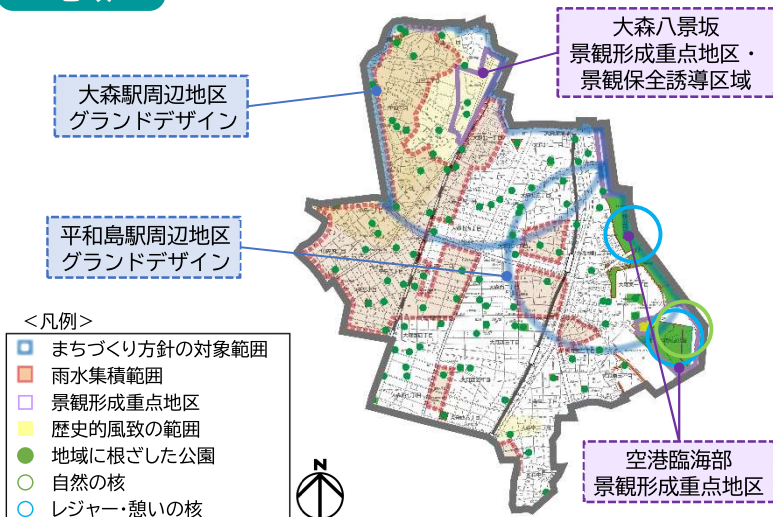 大森八景坂
景観形成重点地区・
景観保全誘導区域
大森駅周辺地区
グランドデザイン
平和島駅周辺地区
グランドデザイン
＜凡例＞
まちづくり方針の対象範囲
雨水集積範囲
景観形成重点地区
歴史的風致の範囲
地域に根ざした公園
自然の核
レジャー・憩いの核
N
空港臨海部
景観形成重点地区